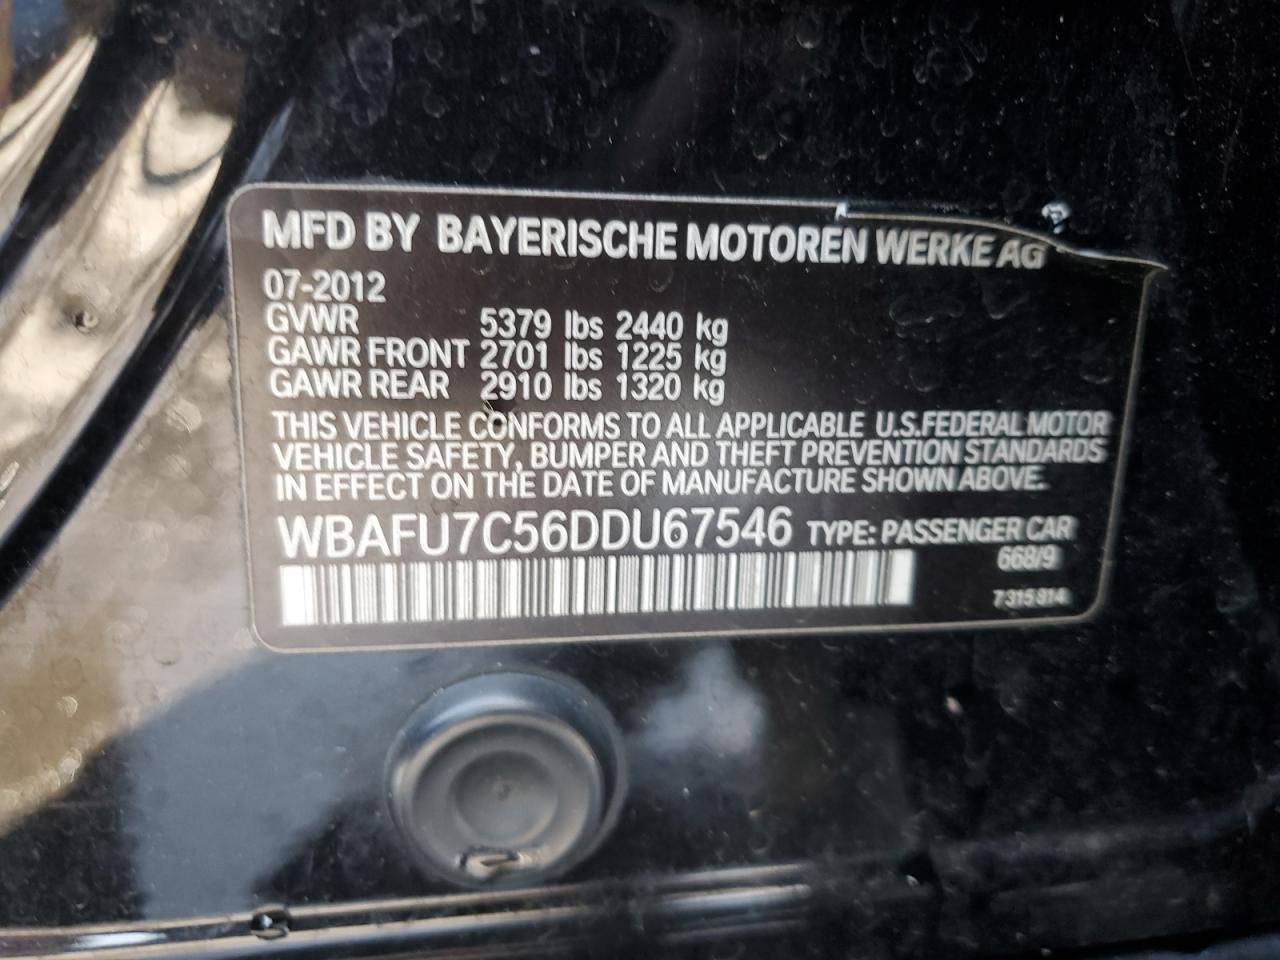 MFD BY BAYERISCHE MOTOREN WERKE AG
07-2012
GVWR 5379 lbs 2440 kg
GAWR FRONT 2701 lbs 1225 kg
GAWR REAR 2910 lbs 1320 kg
THIS VEHICLE CONFORMS TO ALL APPLICABLE U.S.FEDERAL MOTOR
VEHICLE SAFETY, BUMPER AND THEFT PREVENTION STANDARDS
IN EFFECT ON THE DATE OF MANUFACTURE SHOWN ABOVE.
WBAFU7C56DDU67546 TYPE: PASSENGER CAR
668/9
7 315 814